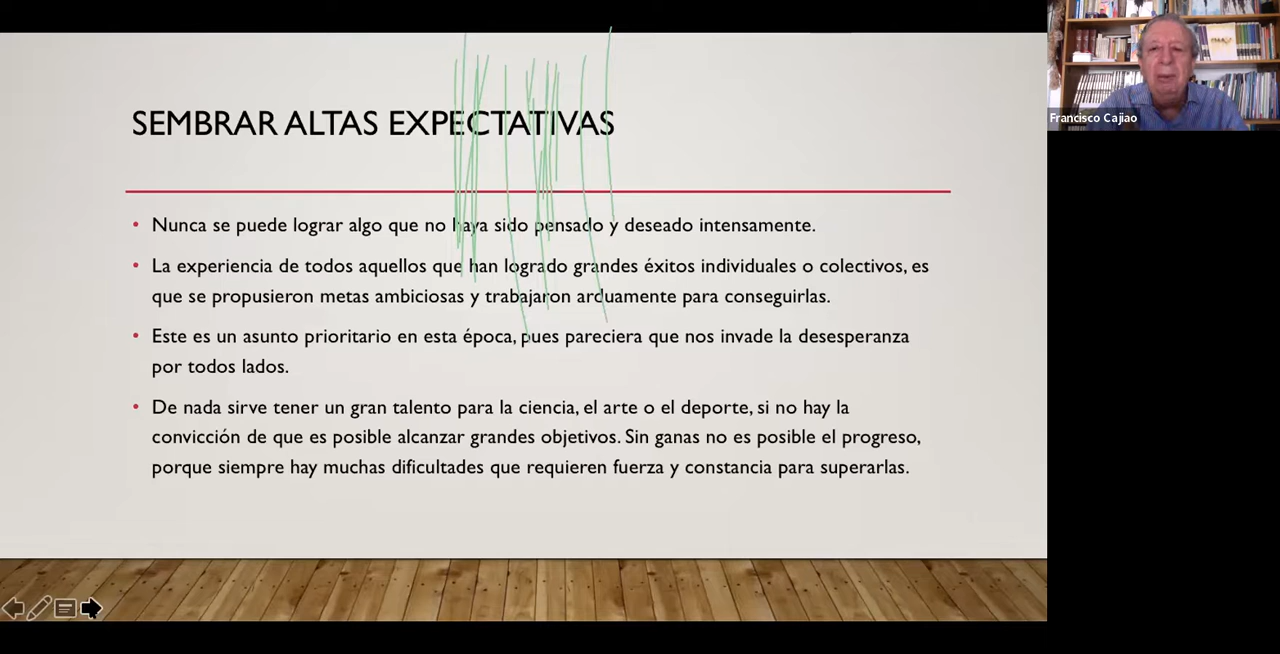 SEMBRAR ALTAS EXPECTATIVAS
• Nunca se puede lograr algo que no haya sido pensado y deseado intensamente.
• La experiencia de todos aquellos que han logrado grandes éxitos individuales o colectivos, es
que se propusieron metas ambiciosas y trabajaron arduamente para conseguirlas.
• Este es un asunto prioritario en esta época, pues pareciera que nos invade la desesperanza
por todos lados.
• De nada sirve tener un gran talento para la ciencia, el arte o el deporte, si no hay la
convicción de que es posible alcanzar grandes objetivos. Sin ganas no es posible el progreso,
porque siempre hay muchas dificultades que requieren fuerza y constancia para superarlas.
Francisco Cajiao